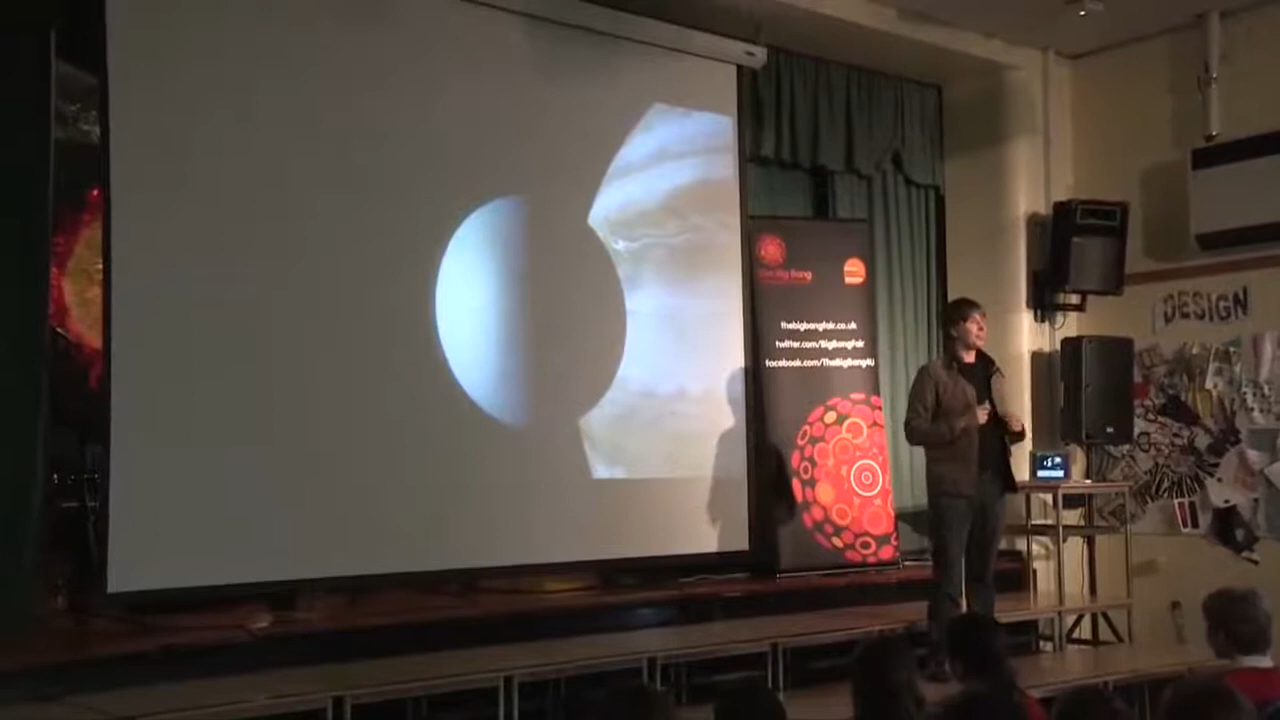 The Big Bang
thebigbangfair.co.uk
twitter.com/BigBangFair
facebook.com/TheBigBang4U
DESIGN